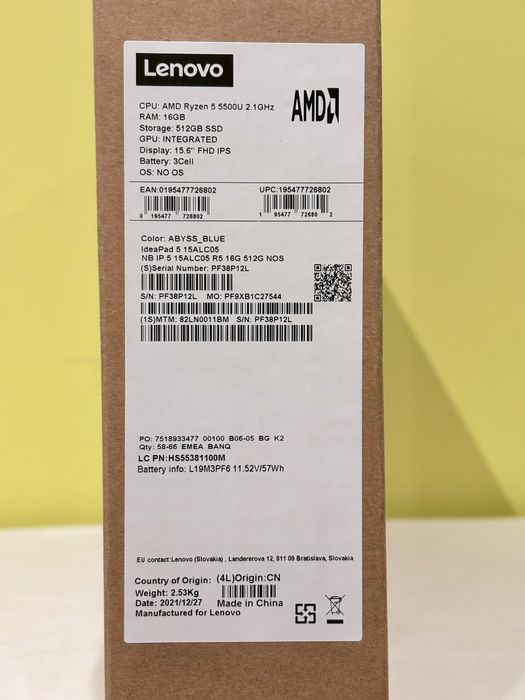 Lenovo
AMD
CPU: AMD Ryzen 5 5500U 2.1GHz
RAM: 16GB
Storage: 512GB SSD
GPU: INTEGRATED
Display: 15.6" FHD IPS
Battery: 3Cell
OS: NO OS
EAN:0195477726802 UPC:195477726802
0 195477 726802 1 95477 72680 2
Color: ABYSS_BLUE
IdeaPad 5 15ALC05
NB IP 5 15ALC05 R5 16G 512G NOS
(S)Serial Number: PF38P12L
S/N: PF38P12L MO: PF9XB1C27544
(1S)MTM: 82LN0011BM S/N: PF38P12L
PO: 7518933477 00100 B06-05 BG K2
Qty: 58-66 EMEA BANQ
LC PN:HS55381100M
Battery info: L19M3PF6 11.52V/57Wh
EU contact:Lenovo (Slovakia) , Landererova 12, 811 09 Bratislava, Slovakia
Country of Origin: (4L)Origin:CN
Weight: 2.53Kg
Date: 2021/12/27 Made in China
Manufactured for Lenovo